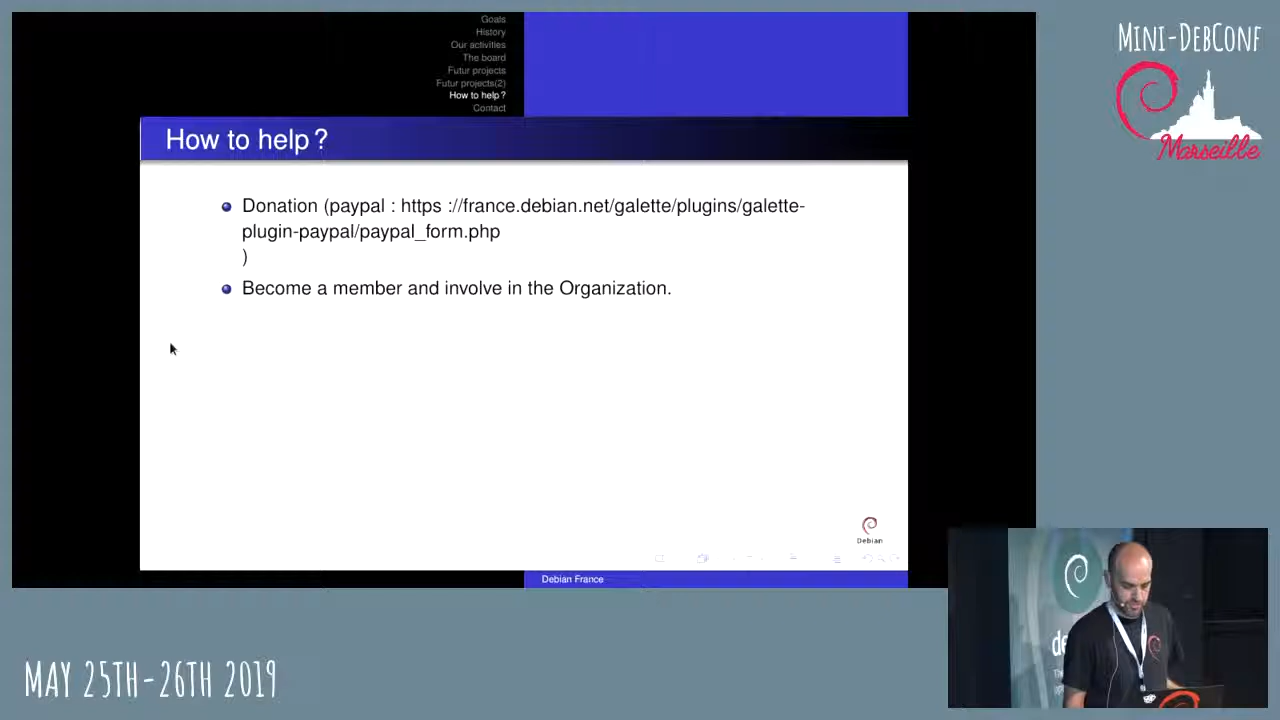 Goals
History
Our activities
The board
Futur projects
Futur projects(2)
How to help ?
Contact
How to help ?
Donation (paypal : https ://france.debian.net/galette/plugins/galette-
plugin-paypal/paypal_form.php
)
Become a member and involve in the Organization.
Debian
Debian France
MINI-DEBCONF
Marseille
MAY 25TH-26TH 2019